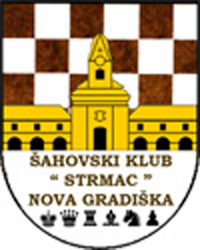 ŠAHOVSKI KLUB
“ STRMAC ”
NOVA GRADIŠKA